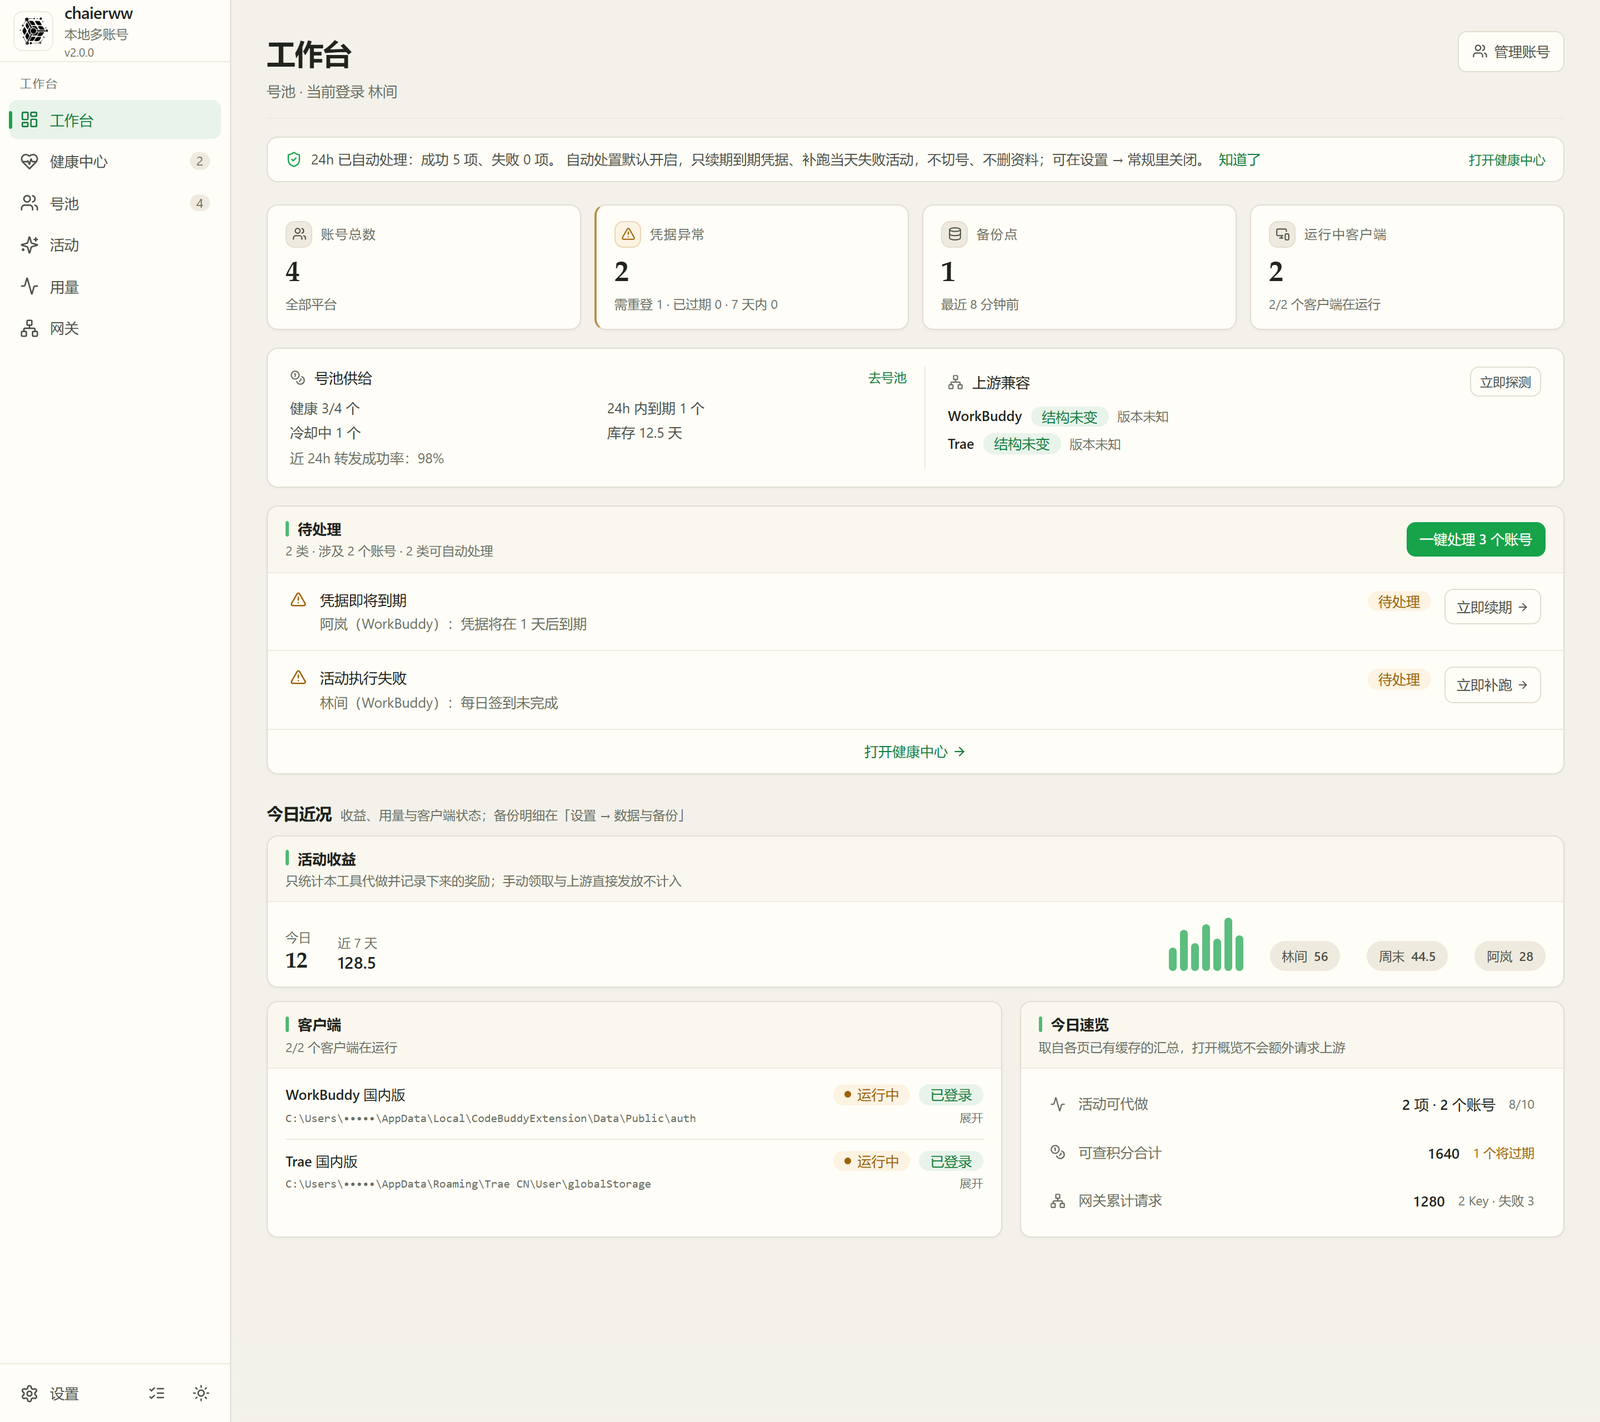 chaierww
本地多账号
v2.0.0
工作台
工作台
健康中心 2
号池 4
活动
用量
网关
设置
工作台
号池 · 当前登录 林间
管理账号
24h 已自动处理：成功 5 项、失败 0 项。 自动处置默认开启，只续期到期凭据、补跑当天失败活动，不切号、不删资料；可在设置 → 常规里关闭。 知道了 打开健康中心
账号总数
4
全部平台
凭据异常
2
需重登 1 · 已过期 0 · 7 天内 0
备份点
1
最近 8 分钟前
运行中客户端
2
2/2 个客户端在运行
号池供给 去号池
健康 3/4 个 24h 内到期 1 个
冷却中 1 个 库存 12.5 天
近 24h 转发成功率：98%
上游兼容 立即探测
WorkBuddy 结构未变 版本未知
Trae 结构未变 版本未知
待处理
2 类 · 涉及 2 个账号 · 2 类可自动处理
一键处理 3 个账号
凭据即将到期
阿岚（WorkBuddy）：凭据将在 1 天后到期
待处理 立即续期 →
活动执行失败
林间（WorkBuddy）：每日签到未完成
待处理 立即补跑 →
打开健康中心 →
今日近况 收益、用量与客户端状态；备份明细在「设置 → 数据与备份」
活动收益
只统计本工具代做并记录下来的奖励；手动领取与上游直接发放不计入
今日
12
近 7 天
128.5
林间 56 周末 44.5 阿岚 28
客户端
2/2 个客户端在运行
WorkBuddy 国内版 运行中 已登录
C:\Users\•••••\AppData\Local\CodeBuddyExtension\Data\Public\auth 展开
Trae 国内版 运行中 已登录
C:\Users\•••••\AppData\Roaming\Trae CN\User\globalStorage 展开
今日速览
取自各页已有缓存的汇总，打开概览不会额外请求上游
活动可代做 2 项 · 2 个账号 8/10
可查积分合计 1640 1 个将过期
网关累计请求 1280 2 Key · 失败 3